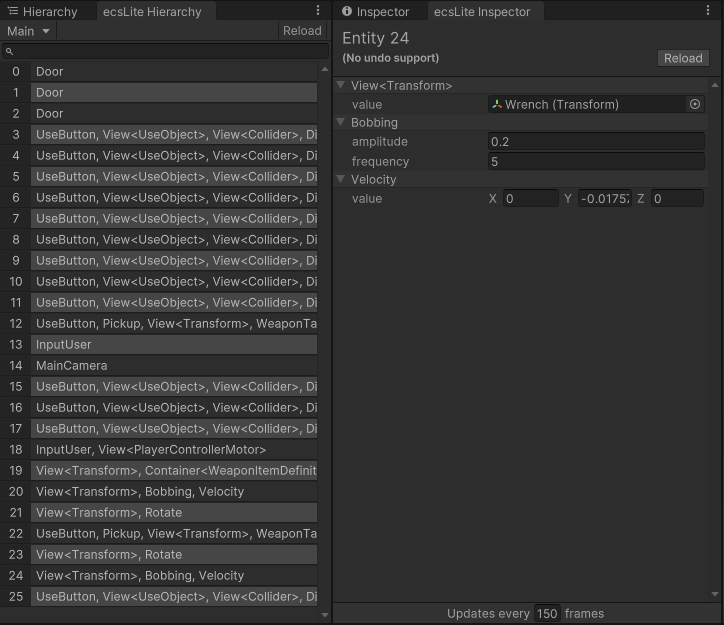 Hierarchy
ecsLite Hierarchy
Main
Reload
0 Door
1 Door
2 Door
3 UseButton, View<UseObject>, View<Collider>, Di
4 UseButton, View<UseObject>, View<Collider>, Di
5 UseButton, View<UseObject>, View<Collider>, Di
6 UseButton, View<UseObject>, View<Collider>, Di
7 UseButton, View<UseObject>, View<Collider>, Di
8 UseButton, View<UseObject>, View<Collider>, Di
9 UseButton, View<UseObject>, View<Collider>, Di
10 UseButton, View<UseObject>, View<Collider>, Di
11 UseButton, View<UseObject>, View<Collider>, Di
12 UseButton, Pickup, View<Transform>, WeaponTa
13 InputUser
14 MainCamera
15 UseButton, View<UseObject>, View<Collider>, Di
16 UseButton, View<UseObject>, View<Collider>, Di
17 UseButton, View<UseObject>, View<Collider>, Di
18 InputUser, View<PlayerControllerMotor>
19 View<Transform>, Container<WeaponItemDefinit
20 View<Transform>, Bobbing, Velocity
21 View<Transform>, Rotate
22 UseButton, Pickup, View<Transform>, WeaponTa
23 View<Transform>, Rotate
24 View<Transform>, Bobbing, Velocity
25 UseButton, View<UseObject>, View<Collider>, Di
Inspector
ecsLite Inspector
Entity 24
(No undo support)
Reload
View<Transform>
value Wrench (Transform)
Bobbing
amplitude 0.2
frequency 5
Velocity
value X 0 Y -0.0175 Z 0
Updates every 150 frames